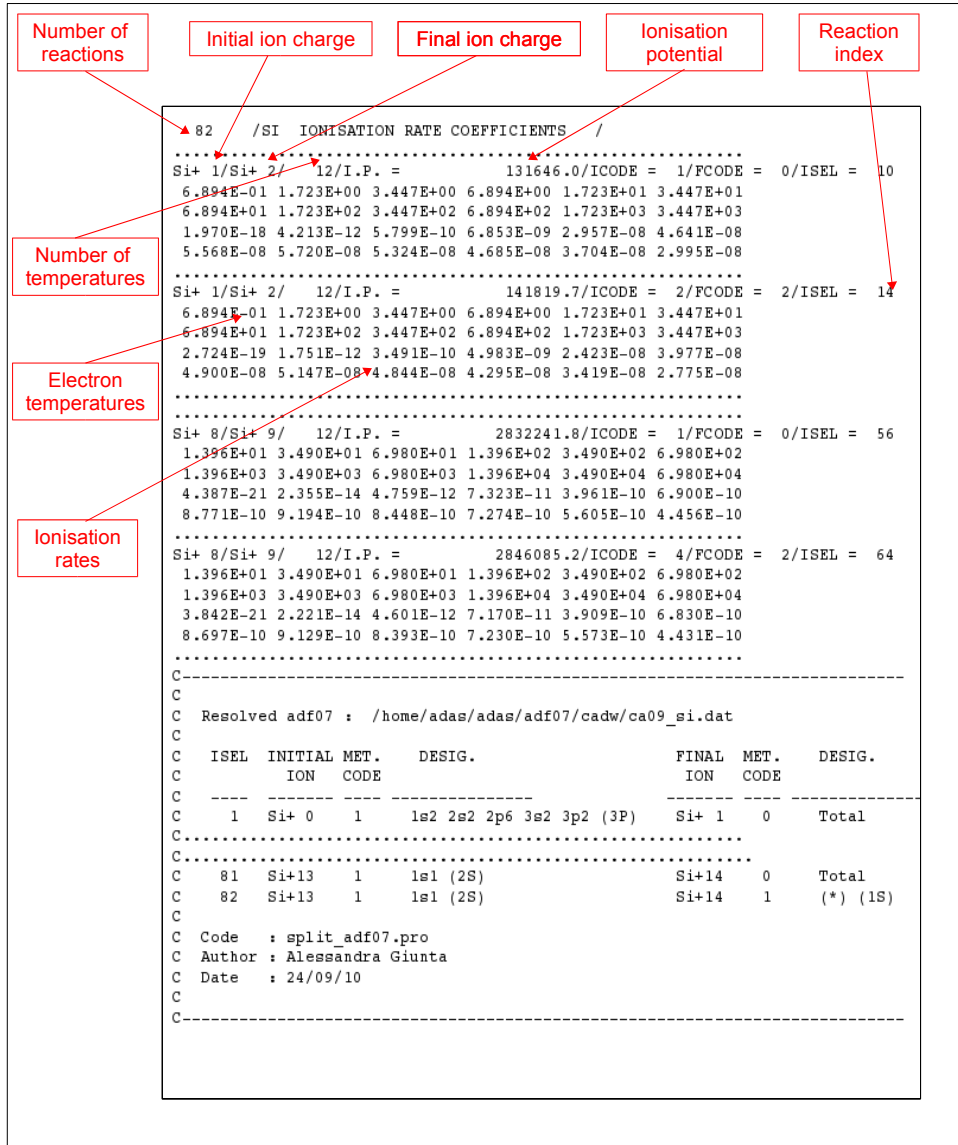 Number of
reactions
Initial ion charge
Final ion charge
Ionisation
potential
Reaction
index
82 /SI IONISATION RATE COEFFICIENTS /
...............................................................
Si+ 1/Si+ 2/ 12/I.P. = 131646.0/ICODE = 1/FCODE = 0/ISEL = 10
6.894E-01 1.723E+00 3.447E+00 6.894E+00 1.723E+01 3.447E+01
6.894E+01 1.723E+02 3.447E+02 6.894E+02 1.723E+03 3.447E+03
1.970E-18 4.213E-12 5.799E-10 6.853E-09 2.957E-08 4.641E-08
5.568E-08 5.720E-08 5.324E-08 4.685E-08 3.704E-08 2.995E-08
Number of
temperatures
...............................................................
Si+ 1/Si+ 2/ 12/I.P. = 141819.7/ICODE = 2/FCODE = 2/ISEL = 14
6.894E-01 1.723E+00 3.447E+00 6.894E+00 1.723E+01 3.447E+01
6.894E+01 1.723E+02 3.447E+02 6.894E+02 1.723E+03 3.447E+03
2.724E-19 1.751E-12 3.491E-10 4.983E-09 2.423E-08 3.977E-08
4.900E-08 5.147E-08 4.844E-08 4.295E-08 3.419E-08 2.775E-08
Electron
temperatures
...............................................................
...............................................................
Si+ 8/Si+ 9/ 12/I.P. = 2832241.8/ICODE = 1/FCODE = 0/ISEL = 56
1.396E+01 3.490E+01 6.980E+01 1.396E+02 3.490E+02 6.980E+02
1.396E+03 3.490E+03 6.980E+03 1.396E+04 3.490E+04 6.980E+04
4.387E-21 2.355E-14 4.759E-12 7.323E-11 3.961E-10 6.900E-10
8.771E-10 9.194E-10 8.448E-10 7.274E-10 5.605E-10 4.456E-10
Ionisation
rates
...............................................................
Si+ 8/Si+ 9/ 12/I.P. = 2846085.2/ICODE = 4/FCODE = 2/ISEL = 64
1.396E+01 3.490E+01 6.980E+01 1.396E+02 3.490E+02 6.980E+02
1.396E+03 3.490E+03 6.980E+03 1.396E+04 3.490E+04 6.980E+04
3.842E-21 2.221E-14 4.601E-12 7.170E-11 3.909E-10 6.830E-10
8.697E-10 9.129E-10 8.393E-10 7.230E-10 5.573E-10 4.431E-10
...............................................................
C--------------------------------------------------------------------------------
C
C Resolved adf07 : /home/adas/adas/adf07/cadw/ca09_si.dat
C
C ISEL INITIAL MET. DESIG. FINAL MET. DESIG.
C ION CODE ION CODE
C ---- ------- ---- --------------- ------- ---- ---------------
C 1 Si+ 0 1 1s2 2s2 2p6 3s2 3p2 (3P) Si+ 1 0 Total
C..............................................................
C...............................................................
C 81 Si+13 1 1s1 (2S) Si+14 0 Total
C 82 Si+13 1 1s1 (2S) Si+14 1 (*) (1S)
C
C Code : split_adf07.pro
C Author : Alessandra Giunta
C Date : 24/09/10
C
C--------------------------------------------------------------------------------